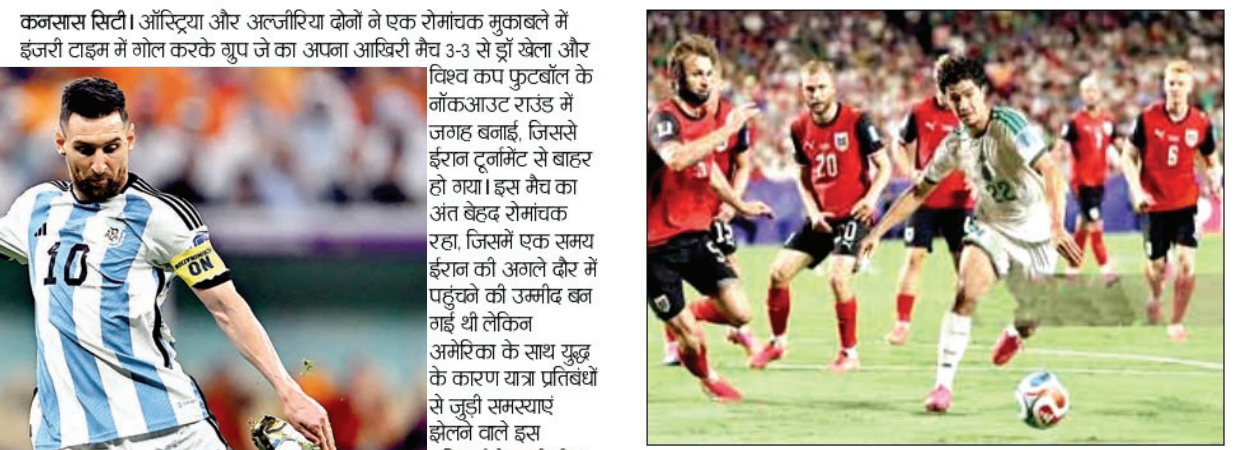 कनसास सिटी। ऑस्ट्रिया और अल्जीरिया दोनों ने एक रोमांचक मुकाबले में
इंजरी टाइम में गोल करके ग्रुप जे का अपना आखिरी मैच 3-3 से ड्रॉ खेला और
विश्व कप फुटबॉल के
नॉकआउट राउंड में
जगह बनाई, जिससे
ईरान टूर्नामेंट से बाहर
हो गया। इस मैच का
अंत बेहद रोमांचक
रहा, जिसमें एक समय
ईरान की अगले दौर में
पहुंचने की उम्मीद बन
गई थी लेकिन
अमेरिका के साथ युद्ध
के कारण यात्रा प्रतिबंधों
से जुड़ी समस्याएं
झेलने वाले इस
10
ON
20
22
6